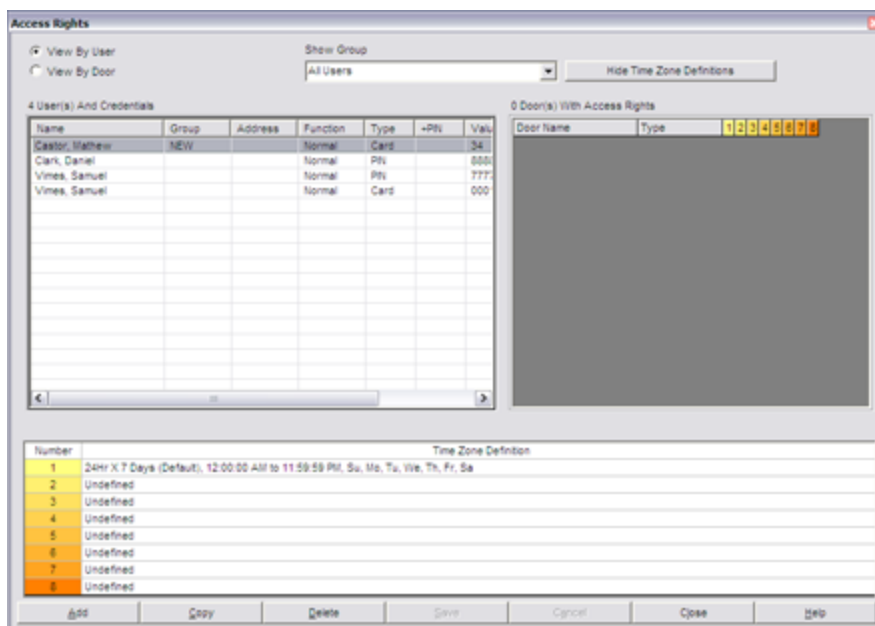 Access Rights
View By User
View By Door
Show Group
All Users
Hide Time Zone Definitions
4 User(s) And Credentials
0 Door(s) With Access Rights
Name Group Address Function Type +PIN Valu
Castor, Mathew NEW Normal Card 34
Clark, Daniel Normal PIN 888
Vimes, Samuel Normal PIN 777
Vimes, Samuel Normal Card 000
Door Name Type 1 2 3 4 5 6 7 8
Number Time Zone Definition
1 24Hr X 7 Days (Default), 12:00:00 AM to 11:59:59 PM, Su, Mo, Tu, We, Th, Fr, Sa
2 Undefined
3 Undefined
4 Undefined
5 Undefined
6 Undefined
7 Undefined
8 Undefined
Add Copy Delete Save Cancel Close Help